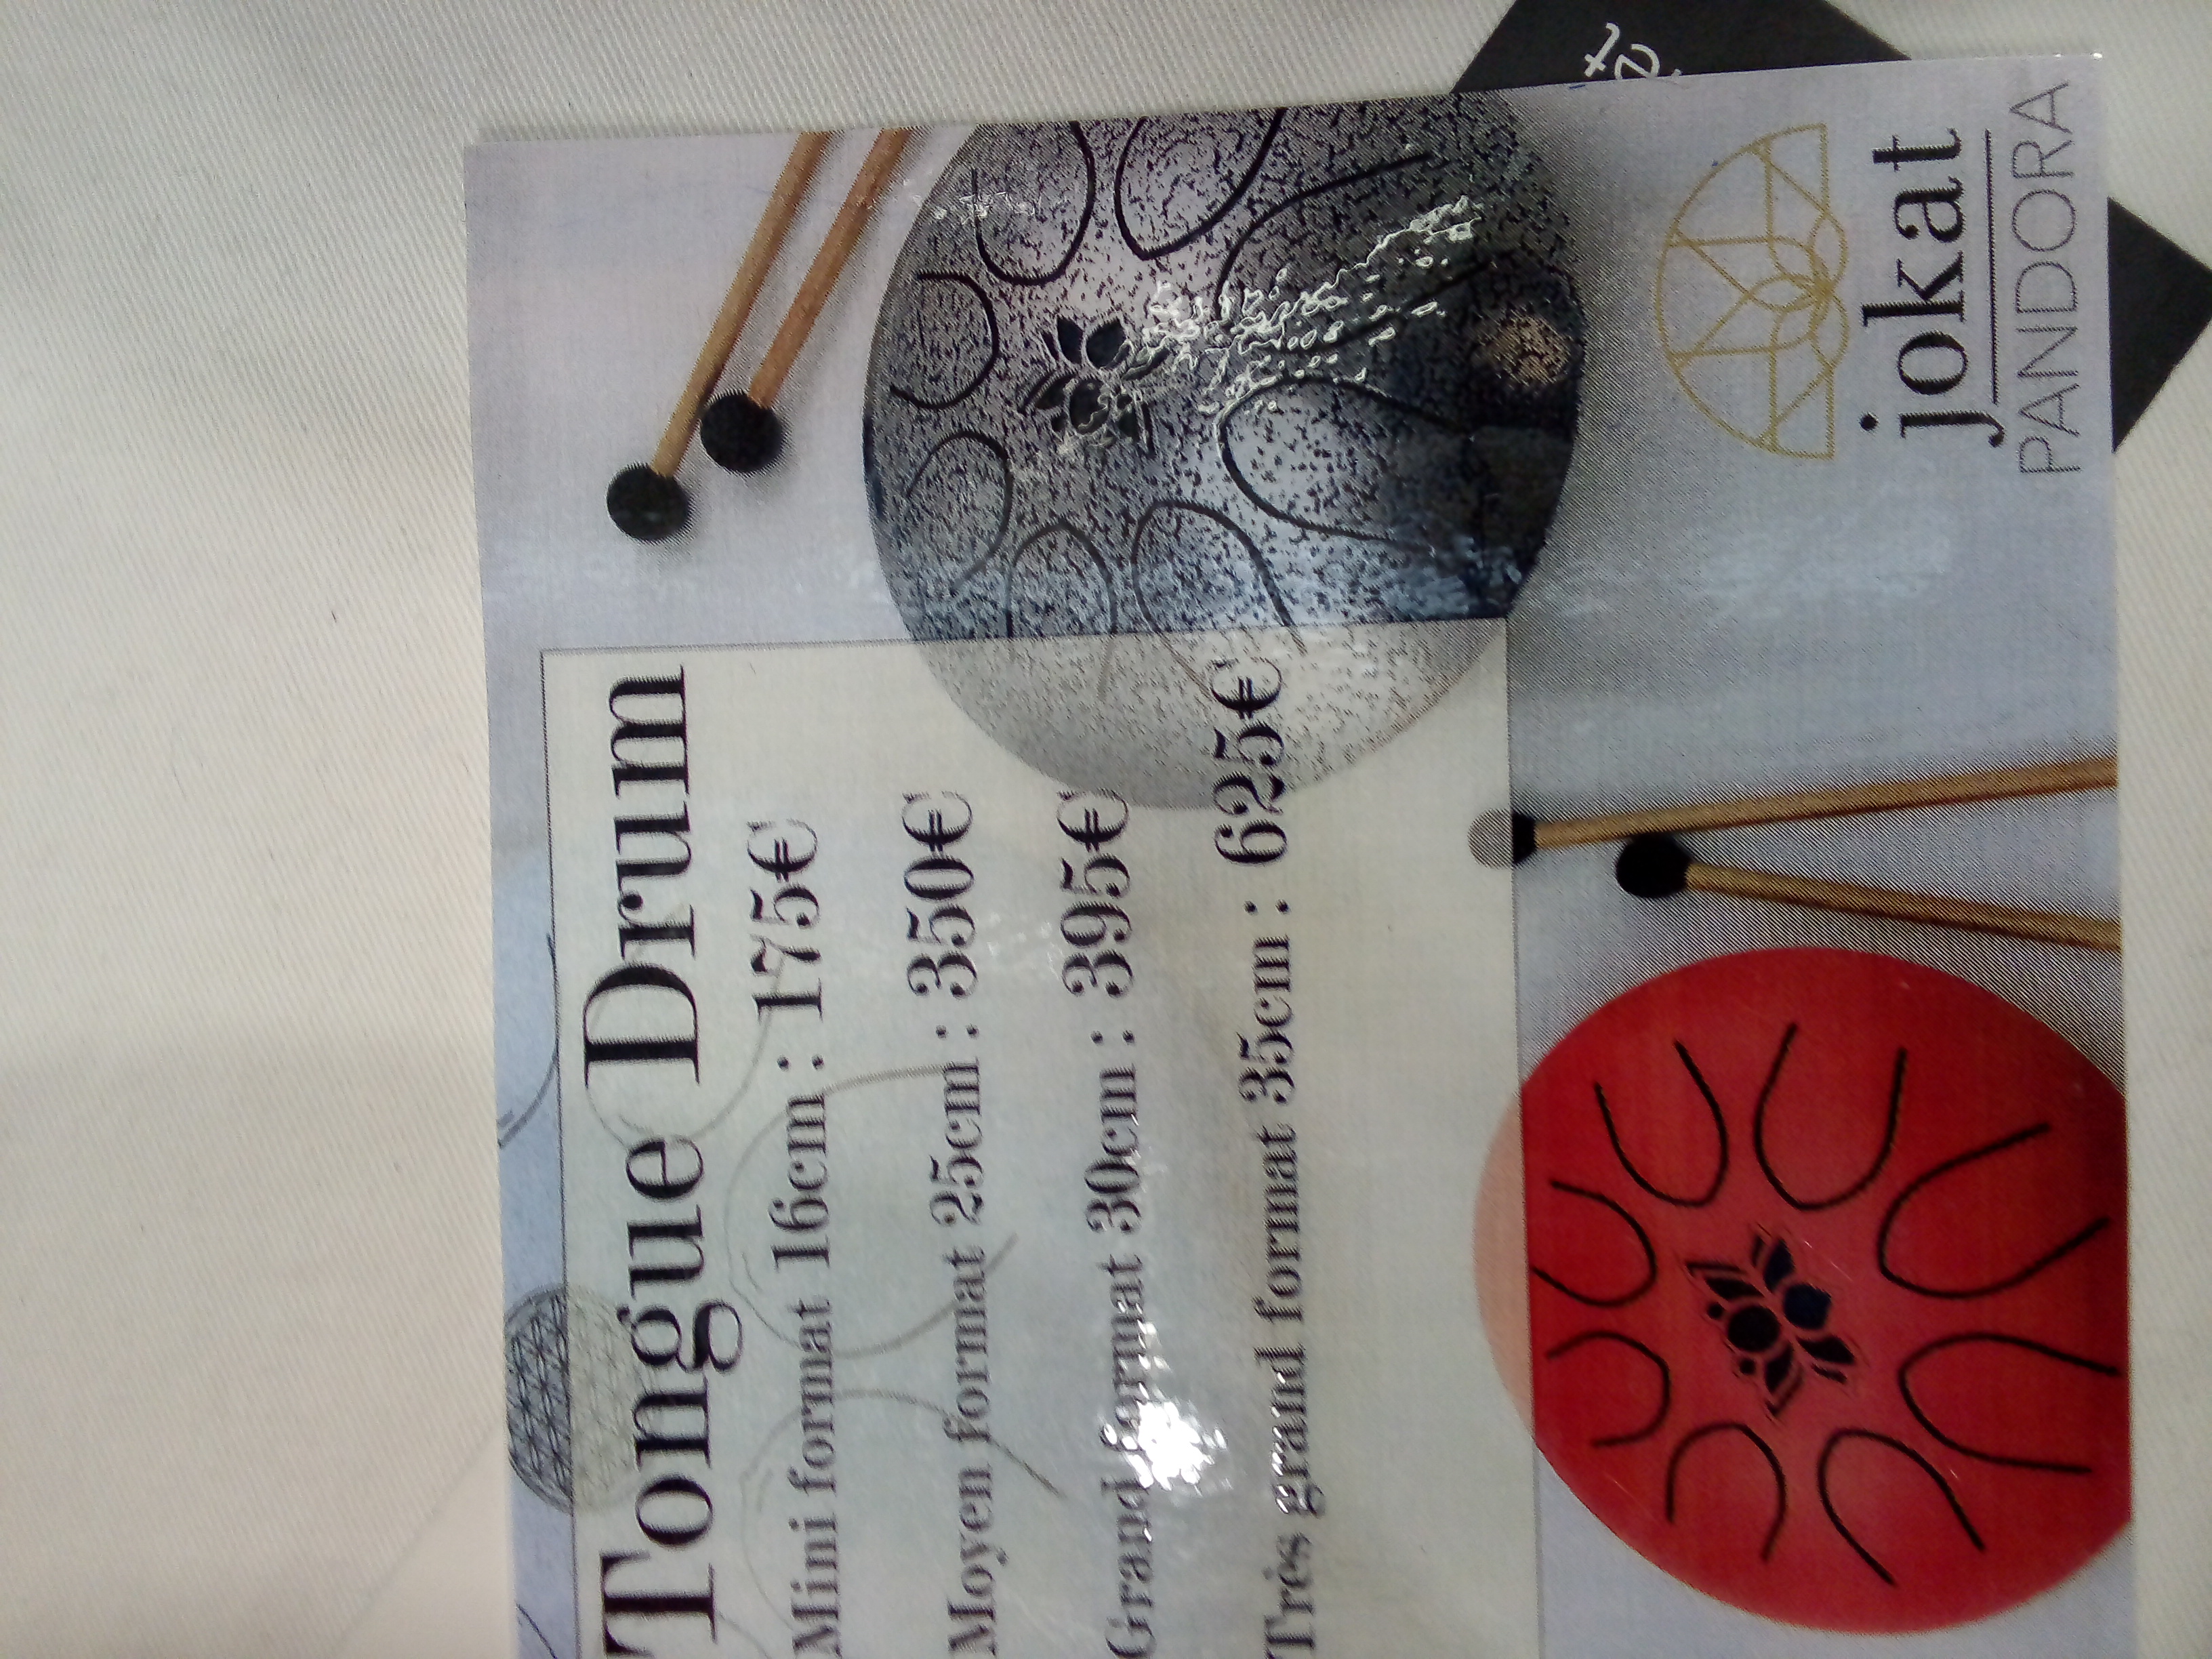 Tongue Drum
Mini format 16cm : 175€
Moyen format 25cm : 350€
Grand format 30cm : 395€
Très grand format 35cm : 625€
jokat
PANDORA